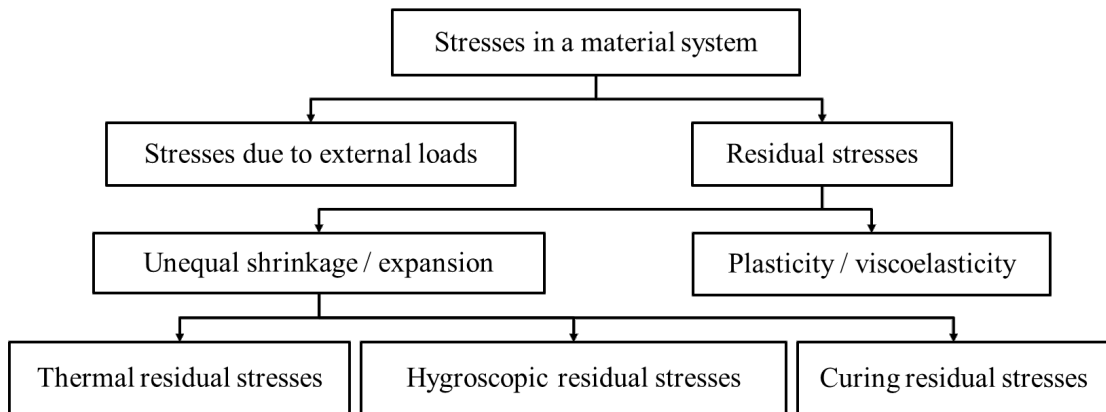 Stresses in a material system
Stresses due to external loads
Residual stresses
Unequal shrinkage / expansion
Plasticity / viscoelasticity
Thermal residual stresses
Hygroscopic residual stresses
Curing residual stresses